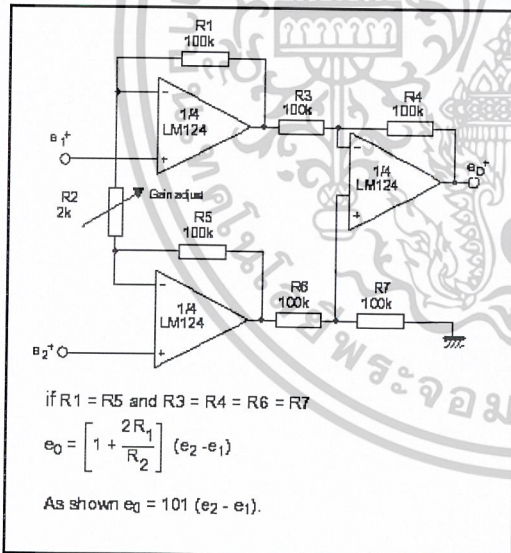 R1
100k
R3
100k
R4
100k
1/4
LM124
e1+
1/4
LM124
eO+
R2
2k
Gain adjust
R5
100k
1/4
LM124
R6
100k
R7
100k
e2+
if R1 = R5 and R3 = R4 = R6 = R7
e0 = [1 + 2R1/R2] (e2 -e1)
As shown e0 = 101 (e2 - e1).